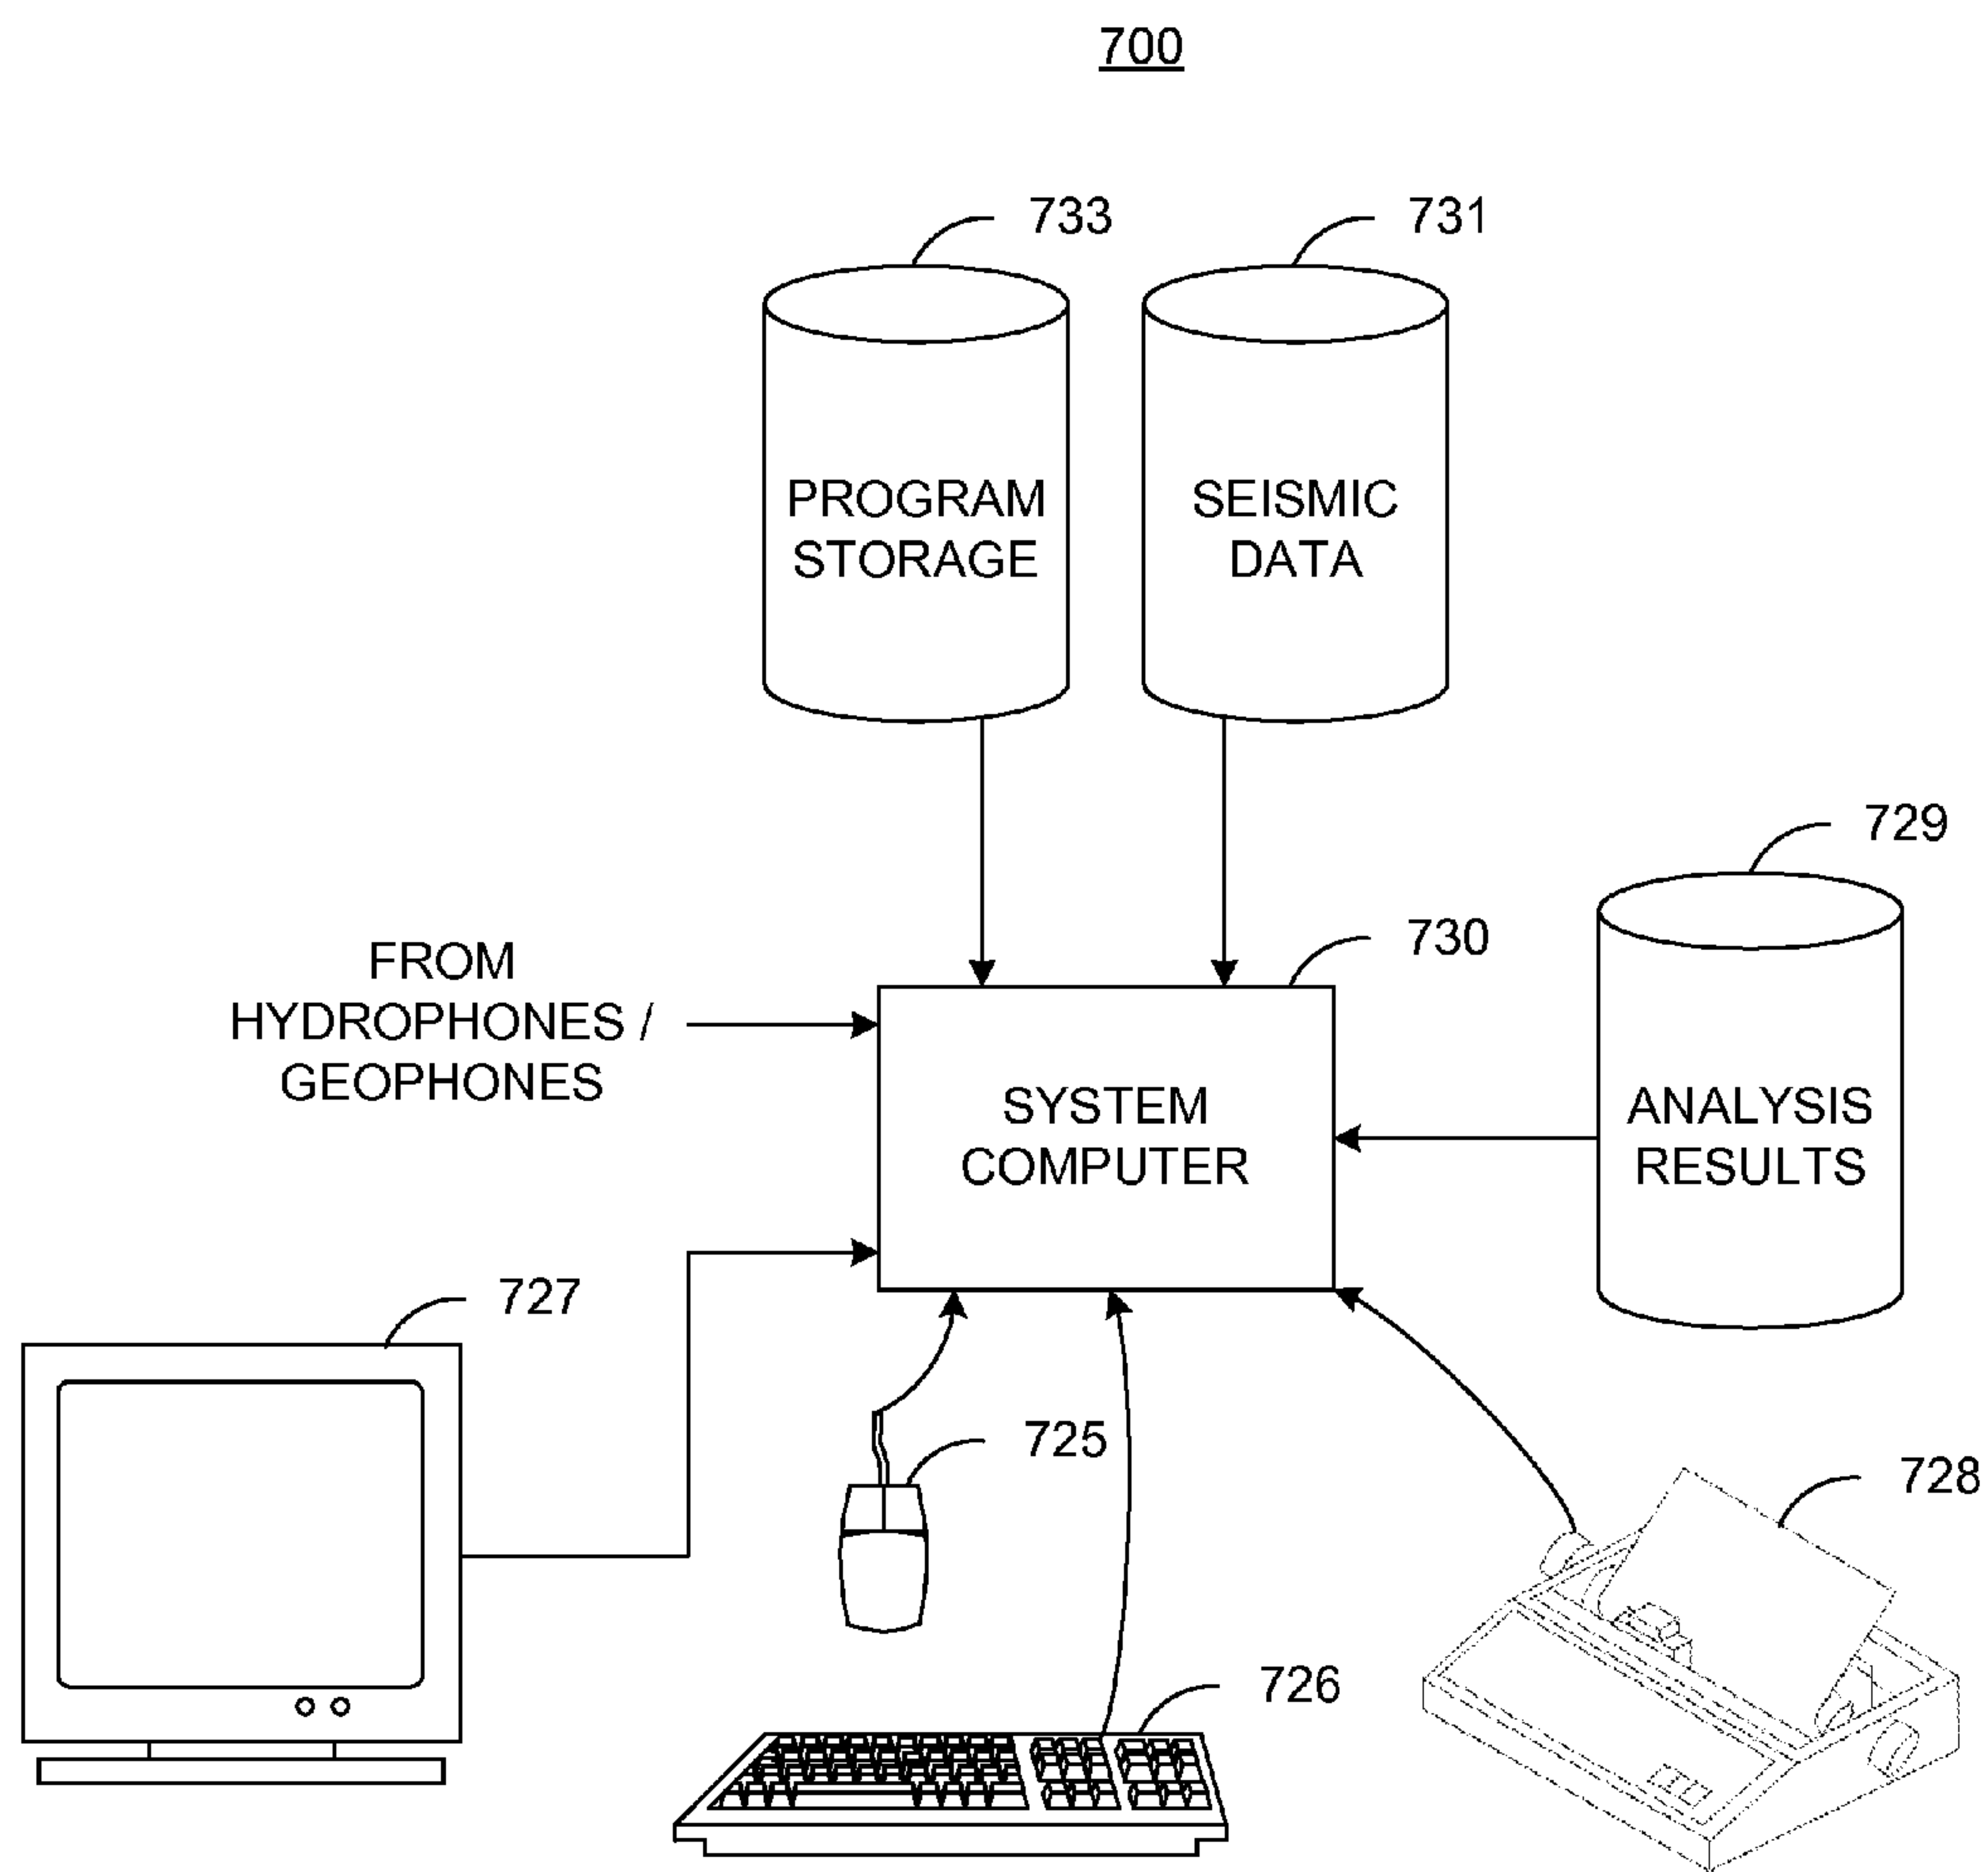 700
733
731
PROGRAM
STORAGE
SEISMIC
DATA
729
730
FROM
HYDROPHONES /
GEOPHONES
SYSTEM
COMPUTER
ANALYSIS
RESULTS
727
725
728
726